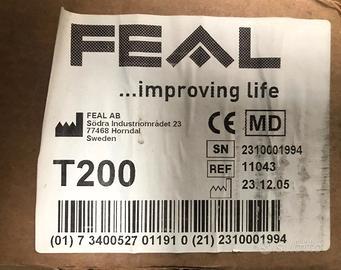 FEAL
...improving life
FEAL AB
Södra Industriområdet 23
77468 Horndal
Sweden
CE MD
SN 2310001994
T200
REF 11043
23.12.05
(01) 7 3400527 01191 0 (21) 2310001994